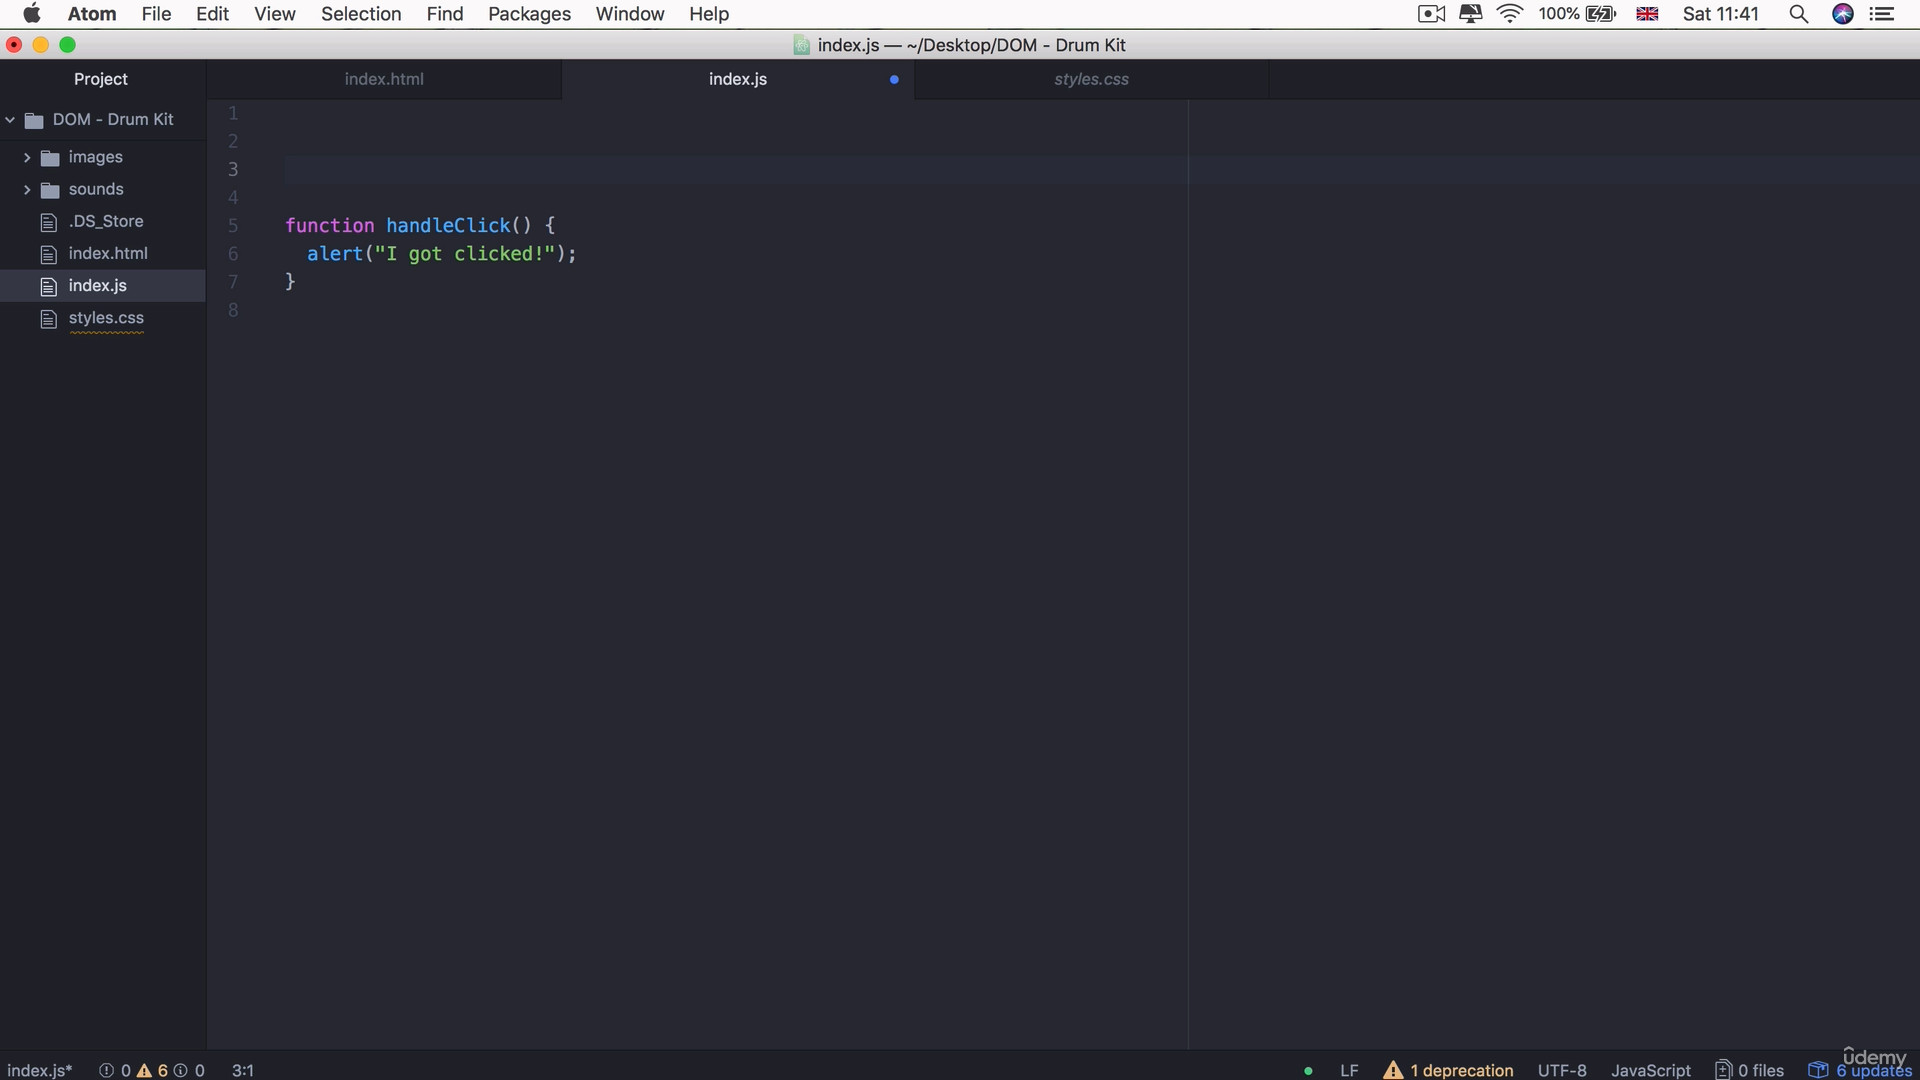 Atom File Edit View Selection Find Packages Window Help 100% Sat 11:41
index.js — ~/Desktop/DOM - Drum Kit
Project index.html index.js styles.css
DOM - Drum Kit
images
sounds
.DS_Store
index.html
index.js
styles.css
1
2
3
4
5 function handleClick() {
6 alert("I got clicked!");
7 }
8
index.js* 0 6 0 3:1 LF 1 deprecation UTF-8 JavaScript 0 files 6 updates
ûdemy